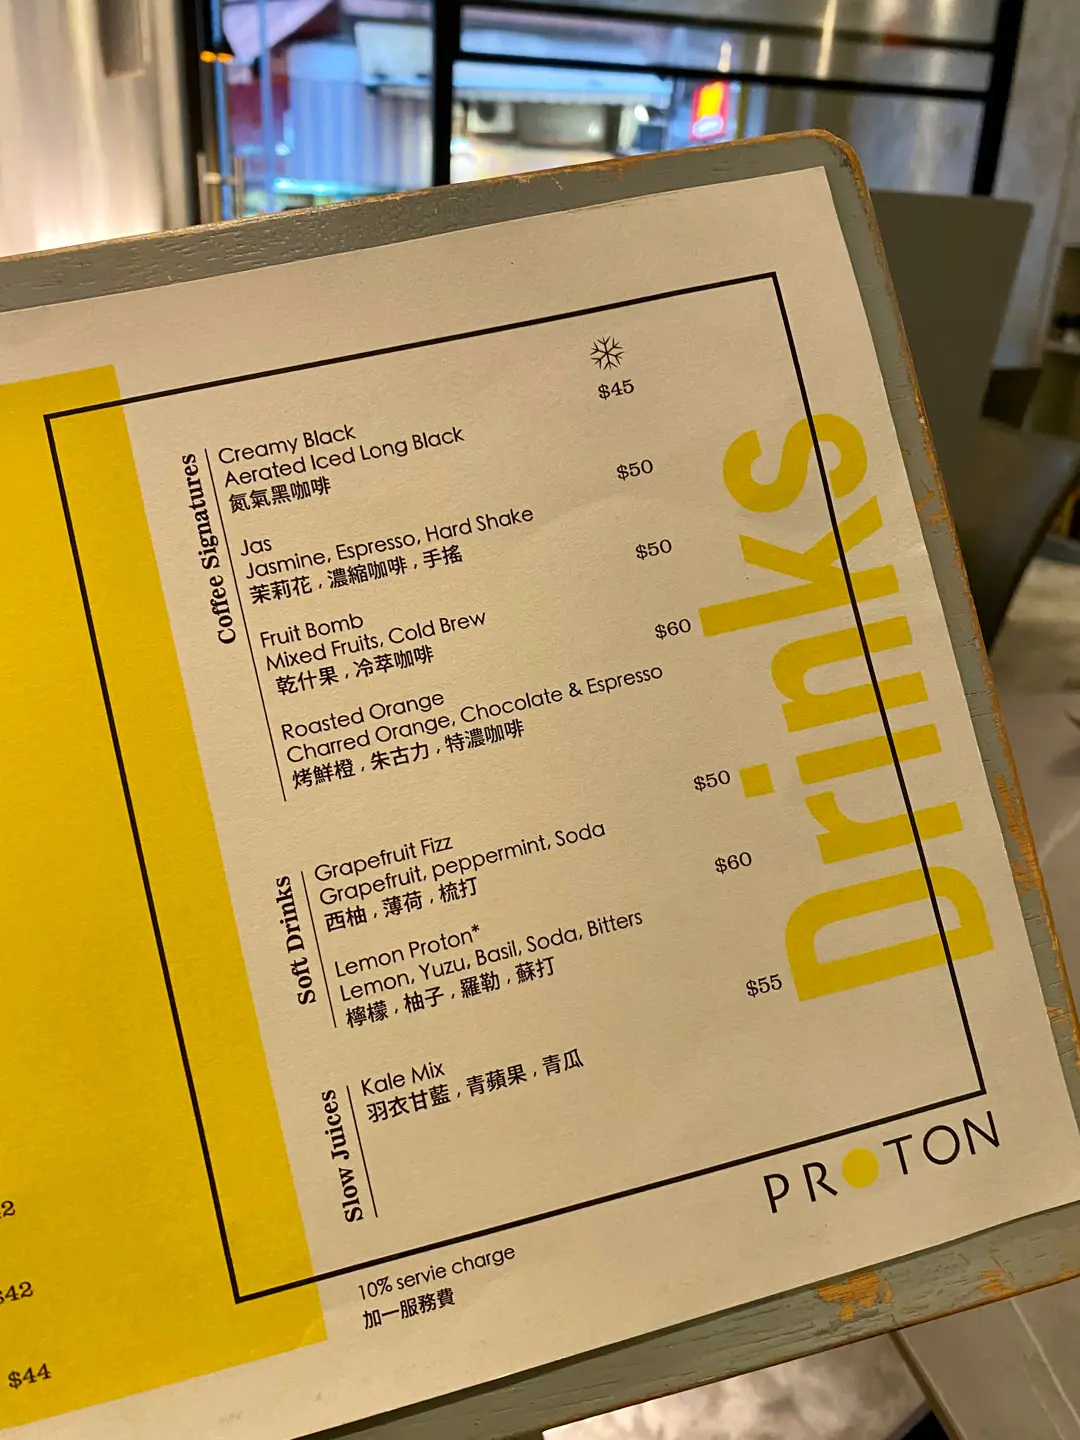 $45
Coffee Signatures
Creamy Black
Aerated Iced Long Black
氮氣黑咖啡
$50
Jas
Jasmine, Espresso, Hard Shake
茉莉花,濃縮咖啡,手搖
$50
Fruit Bomb
Mixed Fruits, Cold Brew
乾什果,冷萃咖啡
$60
Roasted Orange
Charred Orange, Chocolate & Espresso
烤鮮橙,朱古力,特濃咖啡
Soft Drinks
$50
Grapefruit Fizz
Grapefruit, peppermint, Soda
西柚,薄荷,梳打
$60
Lemon Proton*
Lemon, Yuzu, Basil, Soda, Bitters
檸檬,柚子,羅勒,蘇打
Slow Juices
$55
Kale Mix
羽衣甘藍,青蘋果,青瓜
Drinks
PROTON
10% servie charge
加一服務費
$42
$44